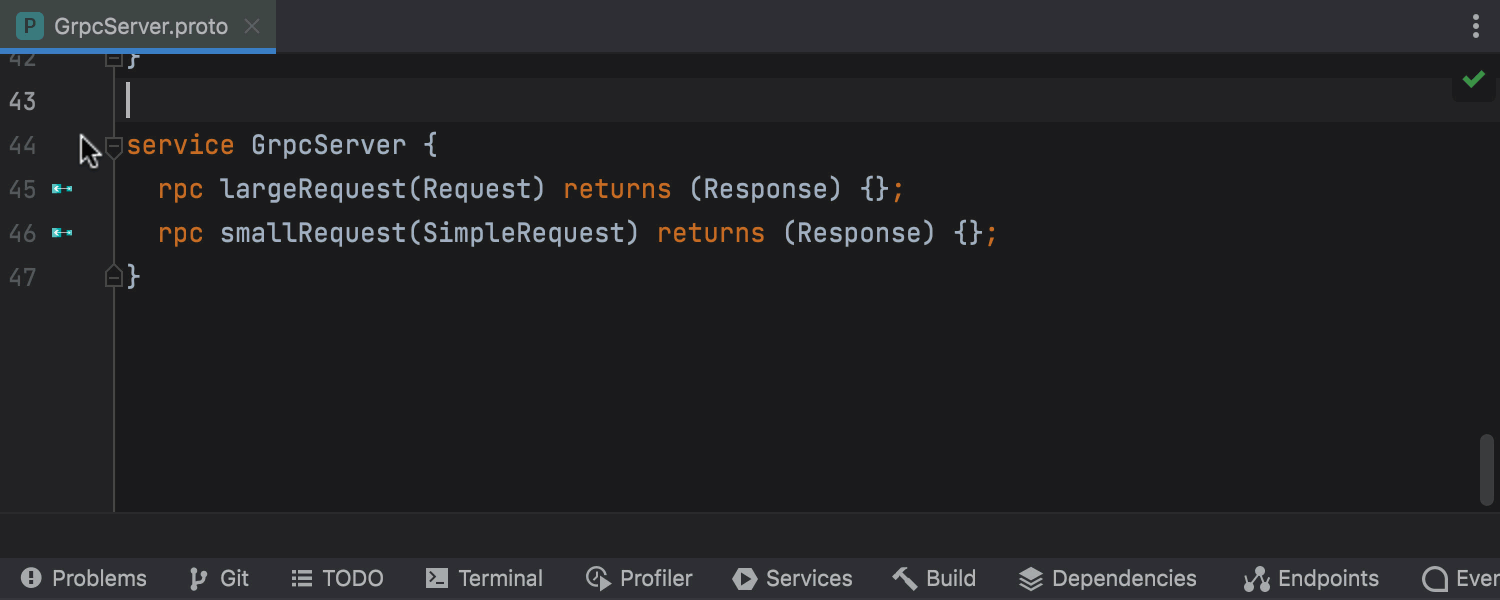 P GrpcServer.proto
42 }
43
44 service GrpcServer {
45 rpc largeRequest(Request) returns (Response) {};
46 rpc smallRequest(SimpleRequest) returns (Response) {};
47 }
Problems Git TODO Terminal Profiler Services Build Dependencies Endpoints